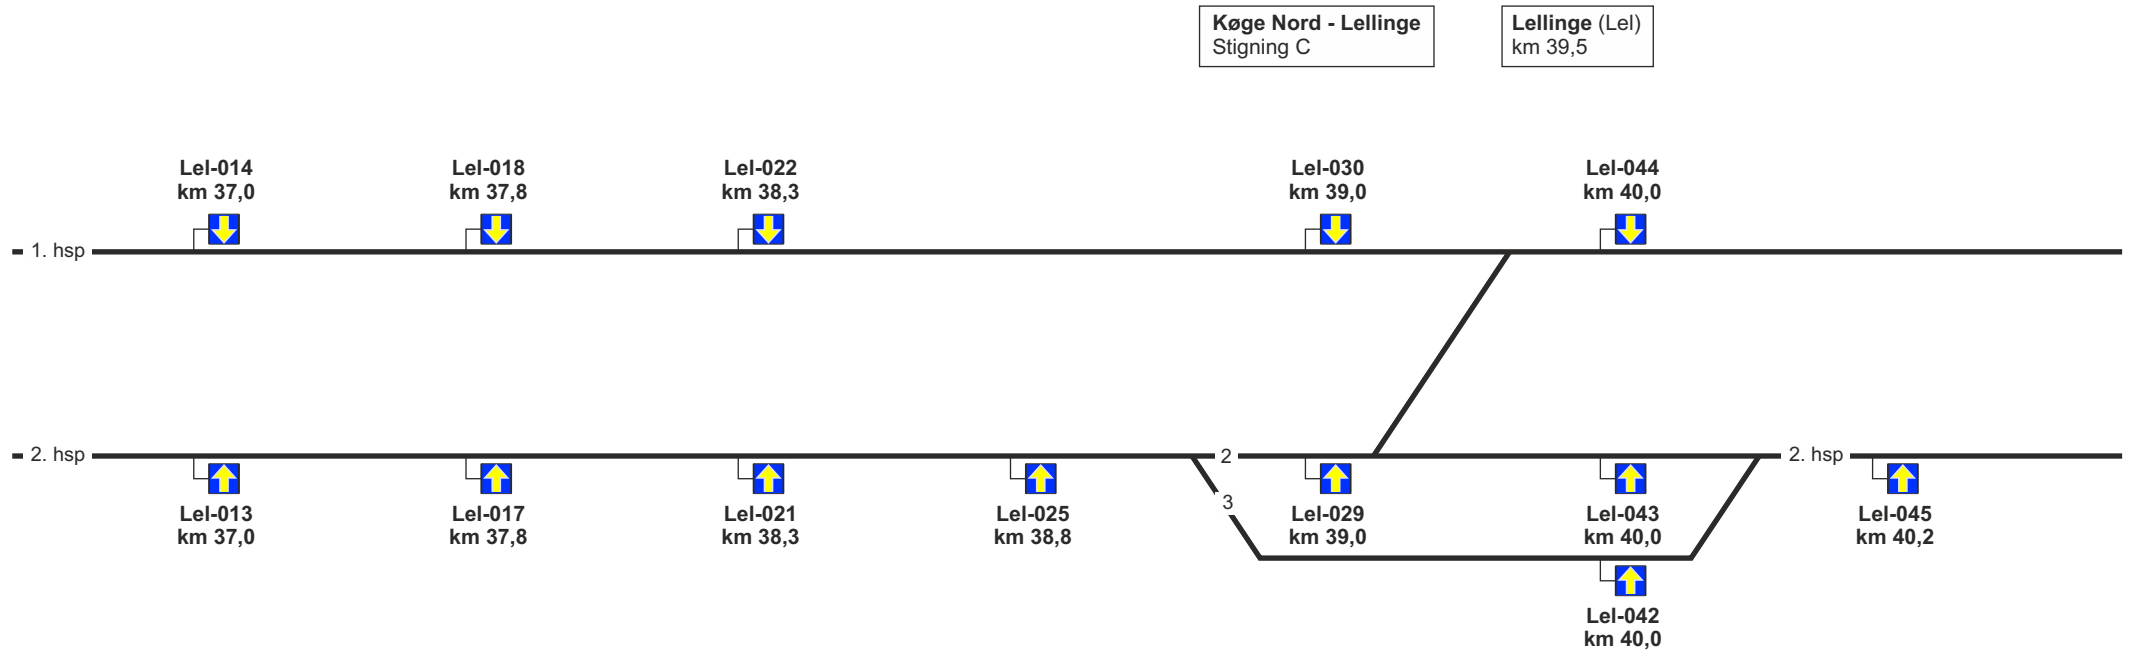 Køge Nord - Lellinge
Stigning C
Lellinge (Lel)
km 39,5
Lel-014
km 37,0
Lel-018
km 37,8
Lel-022
km 38,3
Lel-030
km 39,0
Lel-044
km 40,0
1. hsp
2. hsp
2
2. hsp
3
Lel-013
km 37,0
Lel-017
km 37,8
Lel-021
km 38,3
Lel-025
km 38,8
Lel-029
km 39,0
Lel-043
km 40,0
Lel-045
km 40,2
Lel-042
km 40,0